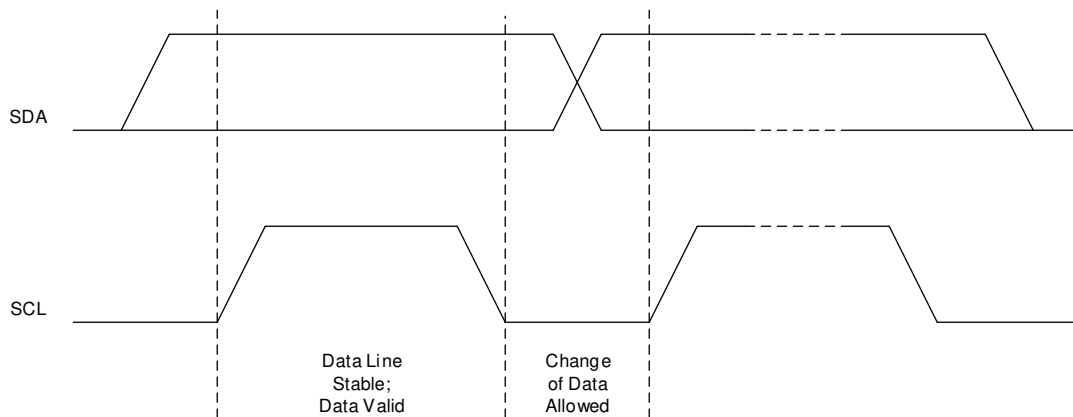 SDA
SCL
Data Line
Stable;
Data Valid
Change
of Data
Allowed